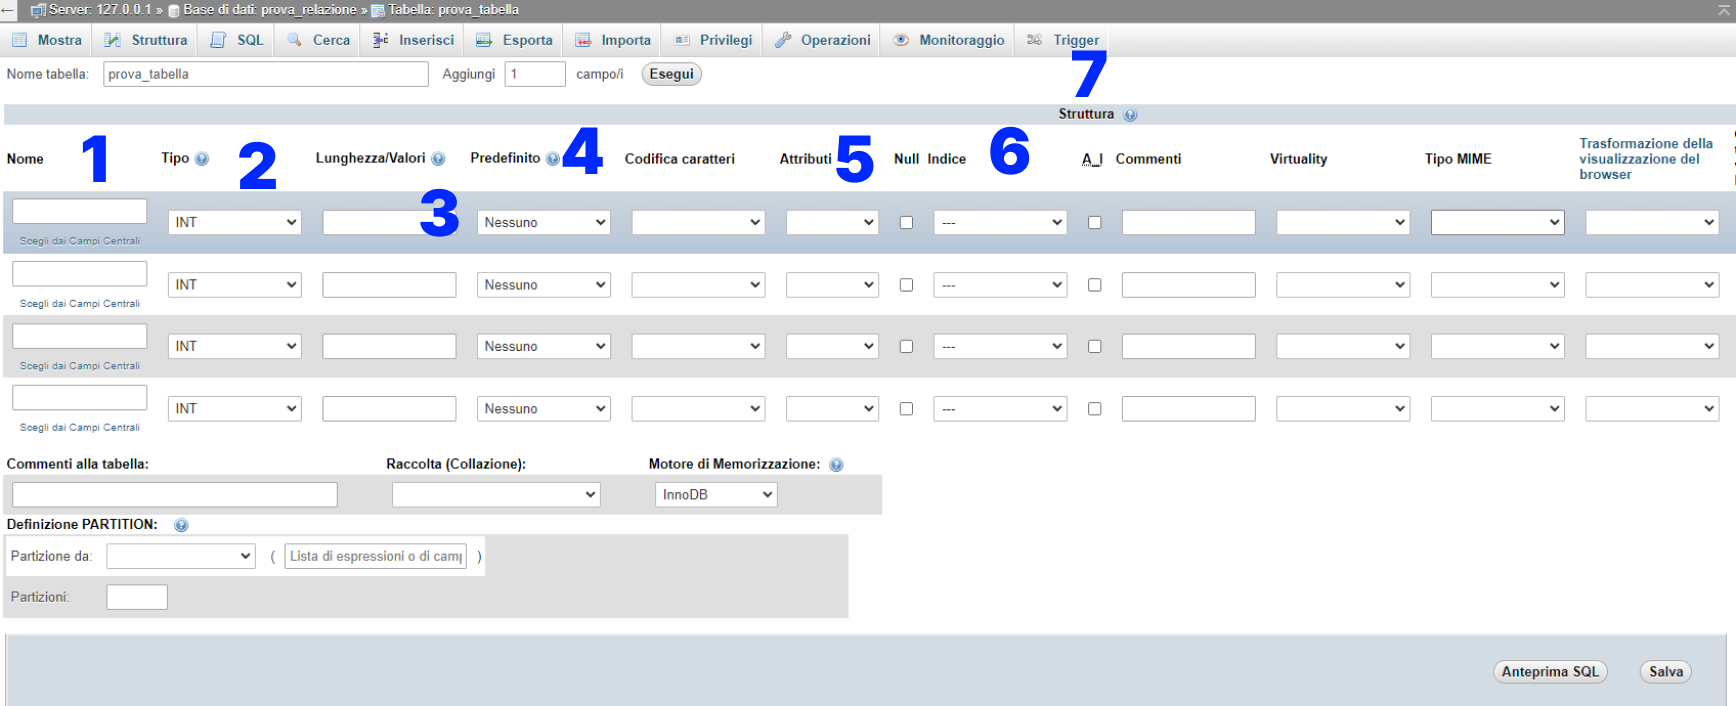 Server: 127.0.0.1 » Base di dati: prova_relazione » Tabella: prova_tabella
Mostra Struttura SQL Cerca Inserisci Esporta Importa Privilegi Operazioni Monitoraggio Trigger
Nome tabella: prova_tabella Aggiungi 1 campo/i Esegui
7
Struttura
Nome 1 Tipo 2 Lunghezza/Valori Predefinito 4 Codifica caratteri Attributi 5 Null Indice 6 A_I Commenti Virtuality Tipo MIME Trasformazione della
visualizzazione del
browser
INT 3 Nessuno ---
Scegli dai Campi Centrali
INT Nessuno ---
Scegli dai Campi Centrali
INT Nessuno ---
Scegli dai Campi Centrali
INT Nessuno ---
Scegli dai Campi Centrali
Commenti alla tabella: Raccolta (Collazione): Motore di Memorizzazione:
InnoDB
Definizione PARTITION:
Partizione da: ( Lista di espressioni o di camp )
Partizioni:
Anteprima SQL Salva